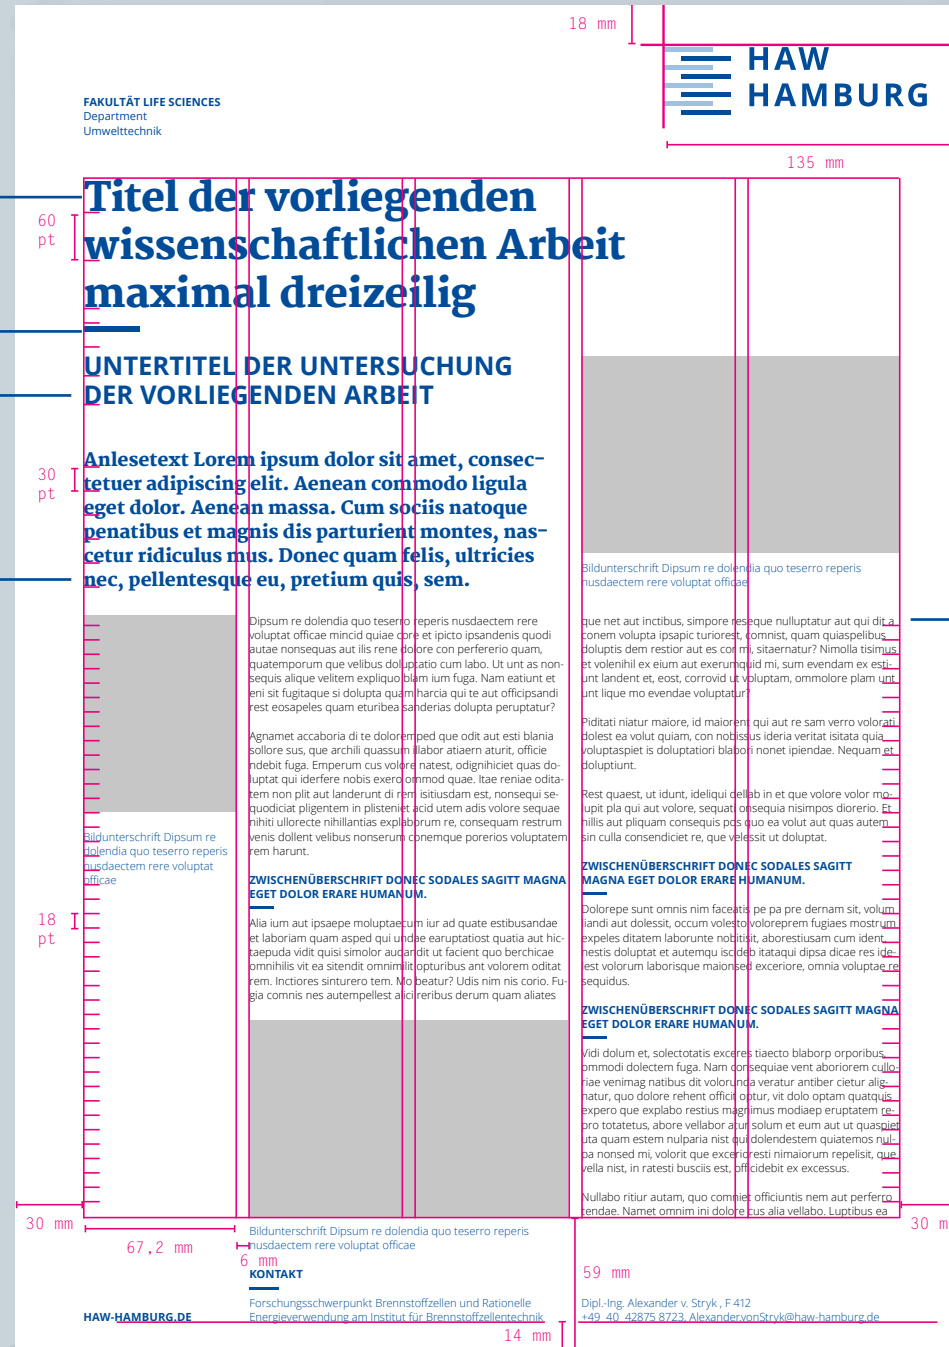 18 mm
HAW
HAMBURG
135 mm
FAKULTÄT LIFE SCIENCES
Department
Umwelttechnik
60
pt
Titel der vorliegenden
wissenschaftlichen Arbeit
maximal dreizeilig
UNTERTITEL DER UNTERSUCHUNG
DER VORLIEGENDEN ARBEIT
30
pt
Anlesetext Lorem ipsum dolor sit amet, consec-
tetuer adipiscing elit. Aenean commodo ligula
eget dolor. Aenean massa. Cum sociis natoque
penatibus et magnis dis parturient montes, nas-
cetur ridiculus mus. Donec quam felis, ultricies
nec, pellentesque eu, pretium quis, sem.
Bildunterschrift Dipsum re
dolendia quo teserro reperis
nusdaectem rere voluptat
officae
18
pt
Dipsum re dolendia quo teserro reperis nusdaectem rere
voluptat officae mincid quiae core et ipicto ipsandenis quodi
autae nonsequas aut ilis rene dolore con perfererio quam,
quatemporum que velibus doluptatio cum labo. Ut unt as non-
sequis alique velitem expliquo blam ium fuga. Nam eatiunt et
eni sit fugitaque si dolupta quam harcia qui te aut officipsandi
rest eosapeles quam eturibea sanderias dolupta peruptatur?
Agnamet accaboria di te doloremped que odit aut esti blania
sollore sus, que archili quassum illabor atiaern aturit, officie
ndebit fuga. Emperum cus volore natest, odignihiciet quas do-
luptat qui iderfere nobis exero ommod quae. Itae reniae odita-
tem non plit aut landerunt di rem isitiusdam est, nonsequi se-
quodiciat pligentem in plisteniet acid utem adis volore sequae
nihiti ullorecte nihillantias explaborum re, consequam restrum
venis dollent velibus nonserum conemque porerios voluptatem
rem harunt.
ZWISCHENÜBERSCHRIFT DONEC SODALES SAGITT MAGNA
EGET DOLOR ERARE HUMANUM.
Alia ium aut ipsaepe moluptaecum iur ad quate estibusandae
et laboriam quam asped qui undae earuptatiost quatia aut hic-
taepuda vidit quisi simolor audandit ut facient quo berchicae
omnihilis vit ea sitendit omnimilit opturibus ant volorem oditat
rem. Inctiores sinturero tem. Mo beatur? Udis nim nis corio. Fu-
gia comnis nes autempellest alici reribus derum quam aliates
Bildunterschrift Dipsum re dolendia quo teserro reperis
nusdaectem rere voluptat officae
Bildunterschrift Dipsum re dolendia quo teserro reperis
nusdaectem rere voluptat officae
que net aut inctibus, simpore reseque nulluptatur aut qui dit a
conem volupta ipsapic turiorest, comnist, quam quiaspelibus
doluptis dem restior aut es cor mi, sitaernatur? Nimolla tisimus
et volenihil ex eium aut exerumquid mi, sum evendam ex esti-
unt landent et, eost, corrovid ut voluptam, ommolore plam unt
unt lique mo evendae voluptatur?
Piditati niatur maiore, id maiorent qui aut re sam verro volorati
dolest ea volut quiam, con nobissus ideria veritat isitata quia
voluptaspiet is doluptatiori blabori nonet ipiendae. Nequam et
doluptiunt.
Rest quaest, ut idunt, ideliqui dellab in et que volore volor mo-
lupit pla qui aut volore, sequati onsequia nisimpos diorerio. Et
hillis aut pliquam consequis pos quo ea volut aut quas autem
sin culla consendiciet re, que velessit ut doluptat.
ZWISCHENÜBERSCHRIFT DONEC SODALES SAGITT
MAGNA EGET DOLOR ERARE HUMANUM.
Dolorepe sunt omnis nim faceatis pe pa pre dernam sit, volum
liandi aut dolessit, occum volesto voloreprem fugiaes mostrum
expeles ditatem laborunte nobitisit, aborestiusam cum ident,
nestis doluptat et autemqu iscideb itataqui dipsa dicae res ide-
lest volorum laborisque maionsed exceriore, omnia voluptae re
sequidus.
ZWISCHENÜBERSCHRIFT DONEC SODALES SAGITT MAGNA
EGET DOLOR ERARE HUMANUM.
Vidi dolum et, solectotatis exceres tiaecto blaborp orporibus,
ommodi dolectem fuga. Nam consequiae vent aboriorem cullo-
riae venimag natibus dit volorunda veratur antiber cietur alig-
natur, quo dolore rehent officit optur, vit dolo optam quatquis
expero que explabo restius magnimus modiaep eruptatem re-
pro totatetus, abore vellabor atur solum et eum aut ut quaspiet
uta quam estem nulparia nist qui dolendestem quiatemos nul-
pa nonsed mi, volorit que excerioresti nimaiorum repelisit, que
vella nist, in ratesti busciis est, officidebit ex excessus.
Nullabo ritiur autam, quo comniet officiuntis nem aut perferro
tendae. Namet omnim ini dolore cus alia vellabo. Luptibus ea
30 mm
67,2 mm
6 mm
59 mm
30 m
KONTAKT
Forschungsschwerpunkt Brennstoffzellen und Rationelle
Energieverwendung am Institut für Brennstoffzellentechnik
Dipl.-Ing. Alexander v. Stryk , F 412
+49 40 42875 8723, Alexander.vonStryk@haw-hamburg.de
HAW-HAMBURG.DE
14 mm